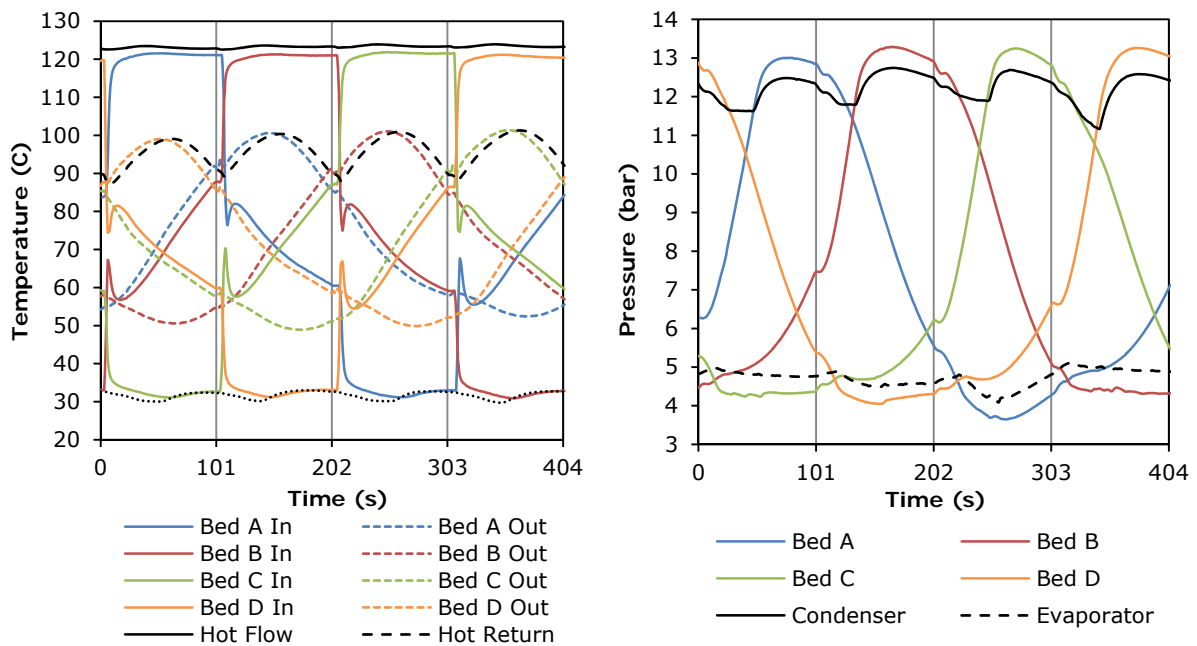 130
120
110
100
90
80
70
60
50
40
30
20
Temperature (C)
0 101 202 303 404
Time (s)
Bed A In Bed A Out
Bed B In Bed B Out
Bed C In Bed C Out
Bed D In Bed D Out
Hot Flow Hot Return
15
14
13
12
11
10
9
8
7
6
5
4
3
Pressure (bar)
0 101 202 303 404
Time (s)
Bed A Bed B
Bed C Bed D
Condenser Evaporator